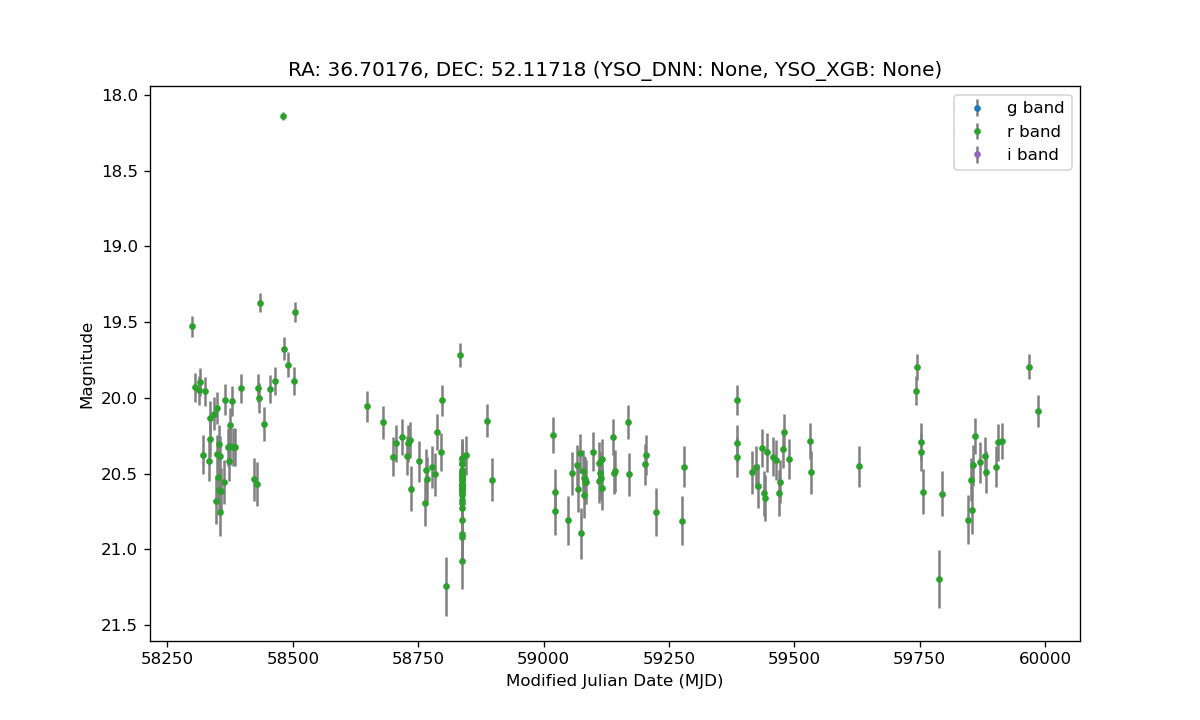 RA: 36.70176, DEC: 52.11718 (YSO_DNN: None, YSO_XGB: None)
18.0
18.5
19.0
19.5
20.0
20.5
21.0
21.5
Magnitude
g band
r band
i band
58250 58500 58750 59000 59250 59500 59750 60000
Modified Julian Date (MJD)